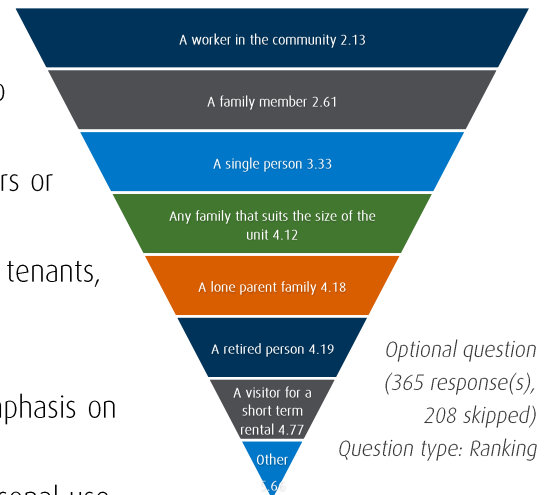 A worker in the community 2.13
A family member 2.61
A single person 3.33
Any family that suits the size of the
unit 4.12
A lone parent family 4.18
A retired person 4.19
A visitor for a
short term
rental 4.77
Other
rs or
tenants,
phasis on
Optional question
(365 response(s),
208 skipped)
Question type: Ranking